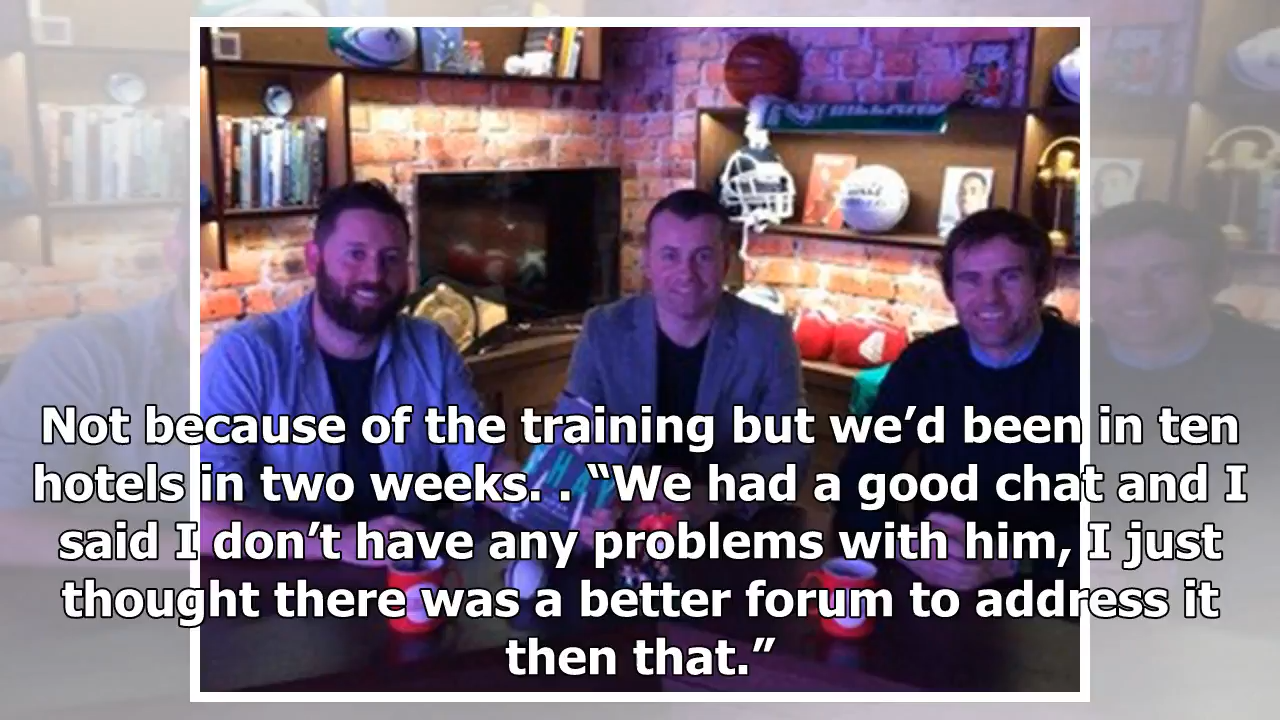 Not because of the training but we’d been in ten
hotels in two weeks. . “We had a good chat and I
said I don’t have any problems with him, I just
thought there was a better forum to address it
then that.”